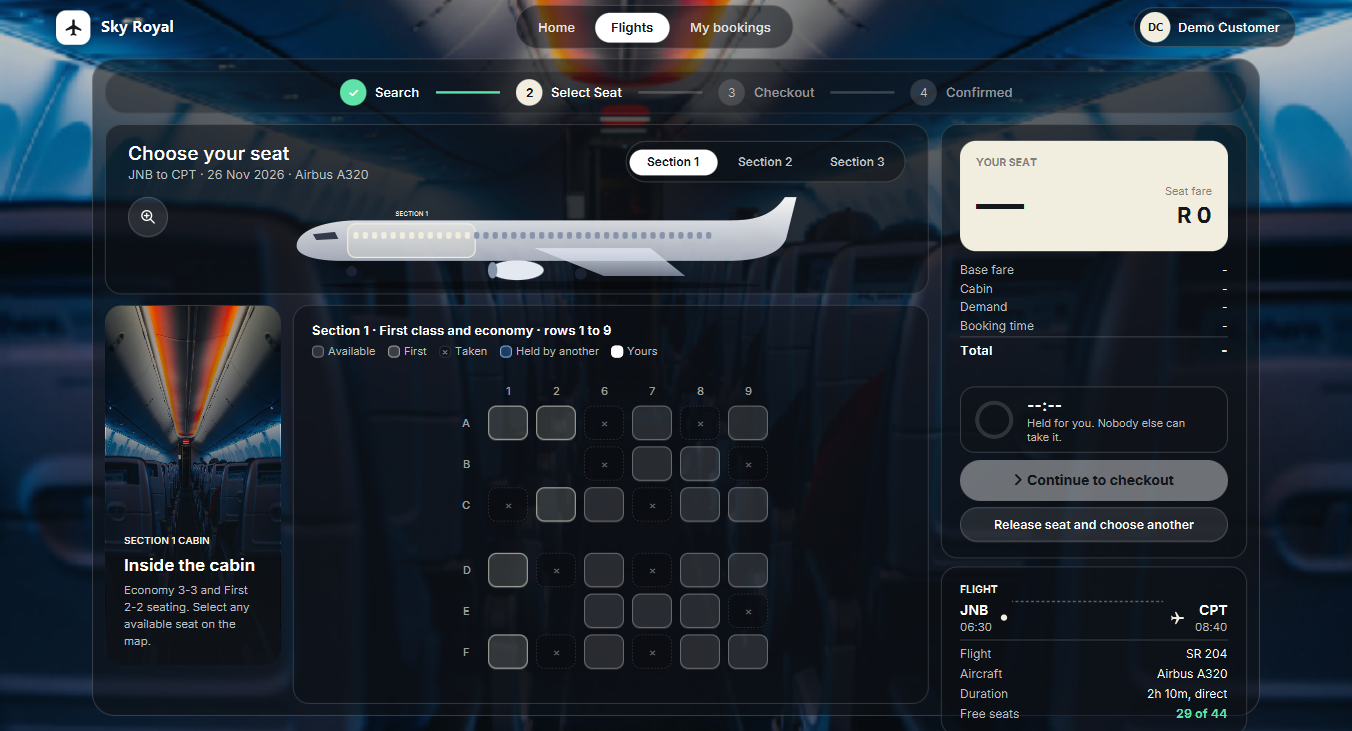 Sky Royal
Home Flights My bookings
DC Demo Customer
Search 2 Select Seat 3 Checkout 4 Confirmed
Choose your seat
JNB to CPT · 26 Nov 2026 · Airbus A320
Section 1 Section 2 Section 3
SECTION 1
SECTION 1 CABIN
Inside the cabin
Economy 3-3 and First
2-2 seating. Select any
available seat on the
map.
Section 1 · First class and economy · rows 1 to 9
Available First × Taken Held by another Yours
1 2 6 7 8 9
A × ×
B × ×
C × ×
D × ×
E ×
F × ×
YOUR SEAT
Seat fare
R 0
Base fare -
Cabin -
Demand -
Booking time -
Total -
--:--
Held for you. Nobody else can
take it.
Continue to checkout
Release seat and choose another
FLIGHT
JNB CPT
06:30 08:40
Flight SR 204
Aircraft Airbus A320
Duration 2h 10m, direct
Free seats 29 of 44